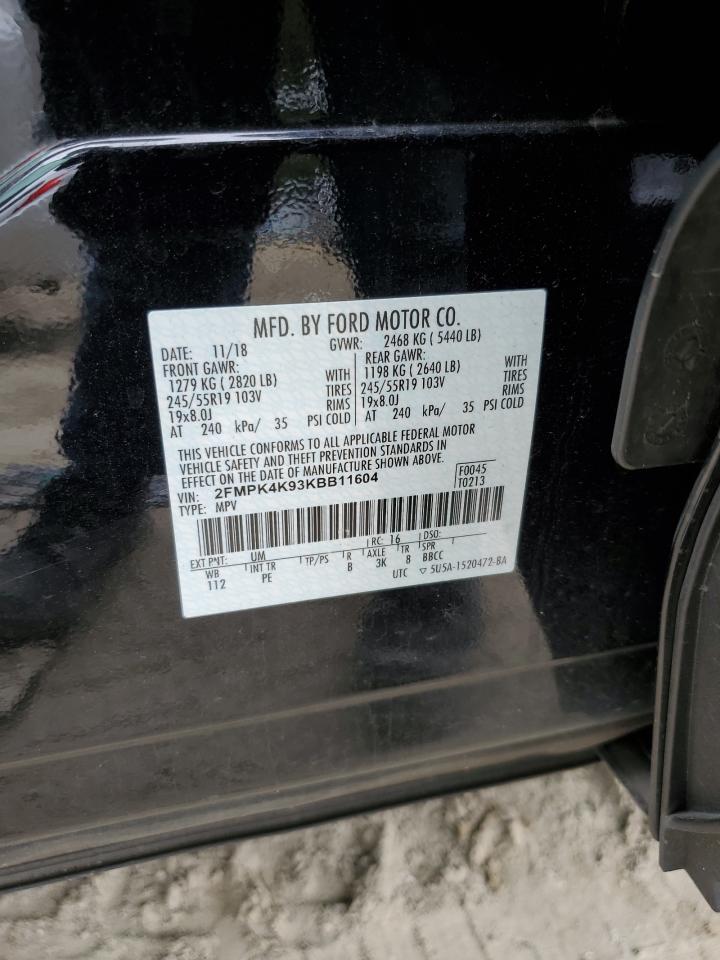 MFD. BY FORD MOTOR CO.
DATE: 11/18 GVWR: 2468 KG ( 5440 LB)
FRONT GAWR: REAR GAWR:
1279 KG ( 2820 LB) WITH 1198 KG ( 2640 LB) WITH
245/55R19 103V TIRES 245/55R19 103V TIRES
19x8.0J RIMS 19x8.0J RIMS
AT 240 kPa/ 35 PSI COLD AT 240 kPa/ 35 PSI COLD
THIS VEHICLE CONFORMS TO ALL APPLICABLE FEDERAL MOTOR
VEHICLE SAFETY AND THEFT PREVENTION STANDARDS IN
EFFECT ON THE DATE OF MANUFACTURE SHOWN ABOVE.
VIN: 2FMPK4K93KBB11604 F0045
TYPE: MPV T0213
EXT PNT: UM RC: 16 DSO:
WB INT TR TP/PS R AXLE TR SPR
112 PE B 3K 8 BBCC
UTC ▽ 5U5A-1520472-BA